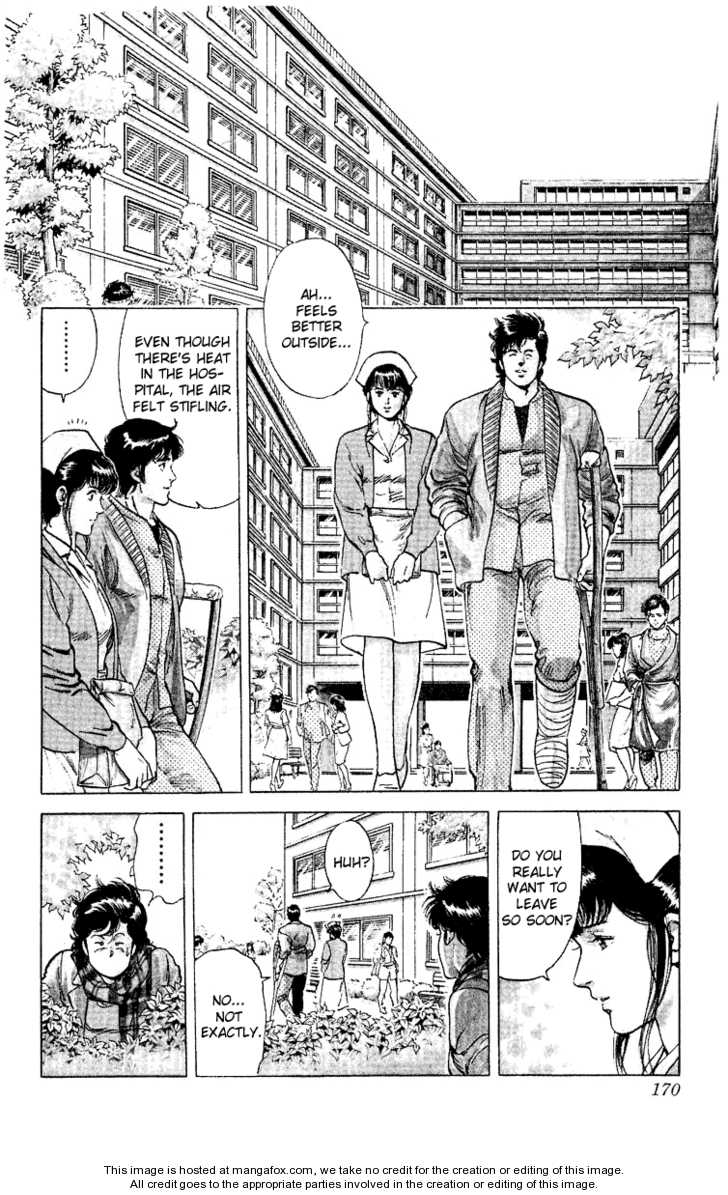 AH...
FEELS
BETTER
OUTSIDE...
EVEN THOUGH
THERE'S HEAT
IN THE HOS-
PITAL, THE AIR
FELT STIFLING.
........
DO YOU
REALLY
WANT TO
LEAVE
SO SOON?
HUH?
NO...
NOT
EXACTLY.
........
170
This image is hosted at mangafox.com, we take no credit for the creation or editing of this image.
All credit goes to the appropriate parties involved in the creation or editing of this image.